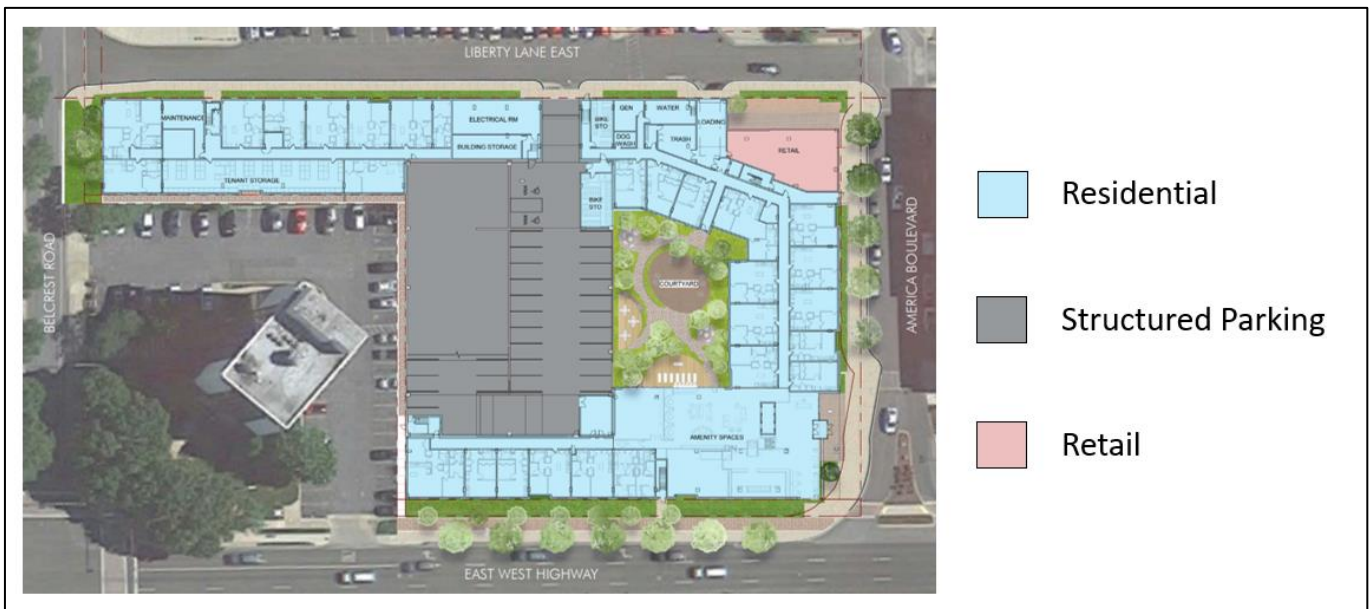 LIBERTY LANE EAST
MAINTENANCE
ELECTRICAL RM
BUILDING STORAGE
TENANT STORAGE
BIKE
STO
GEN
DOG
WASH
WATER
TRASH
LOADING
RETAIL
BIKE
STO
COURTYARD
AMENITY SPACES
BELCREST ROAD
AMERICA BOULEVARD
EAST WEST HIGHWAY
Residential
Structured Parking
Retail